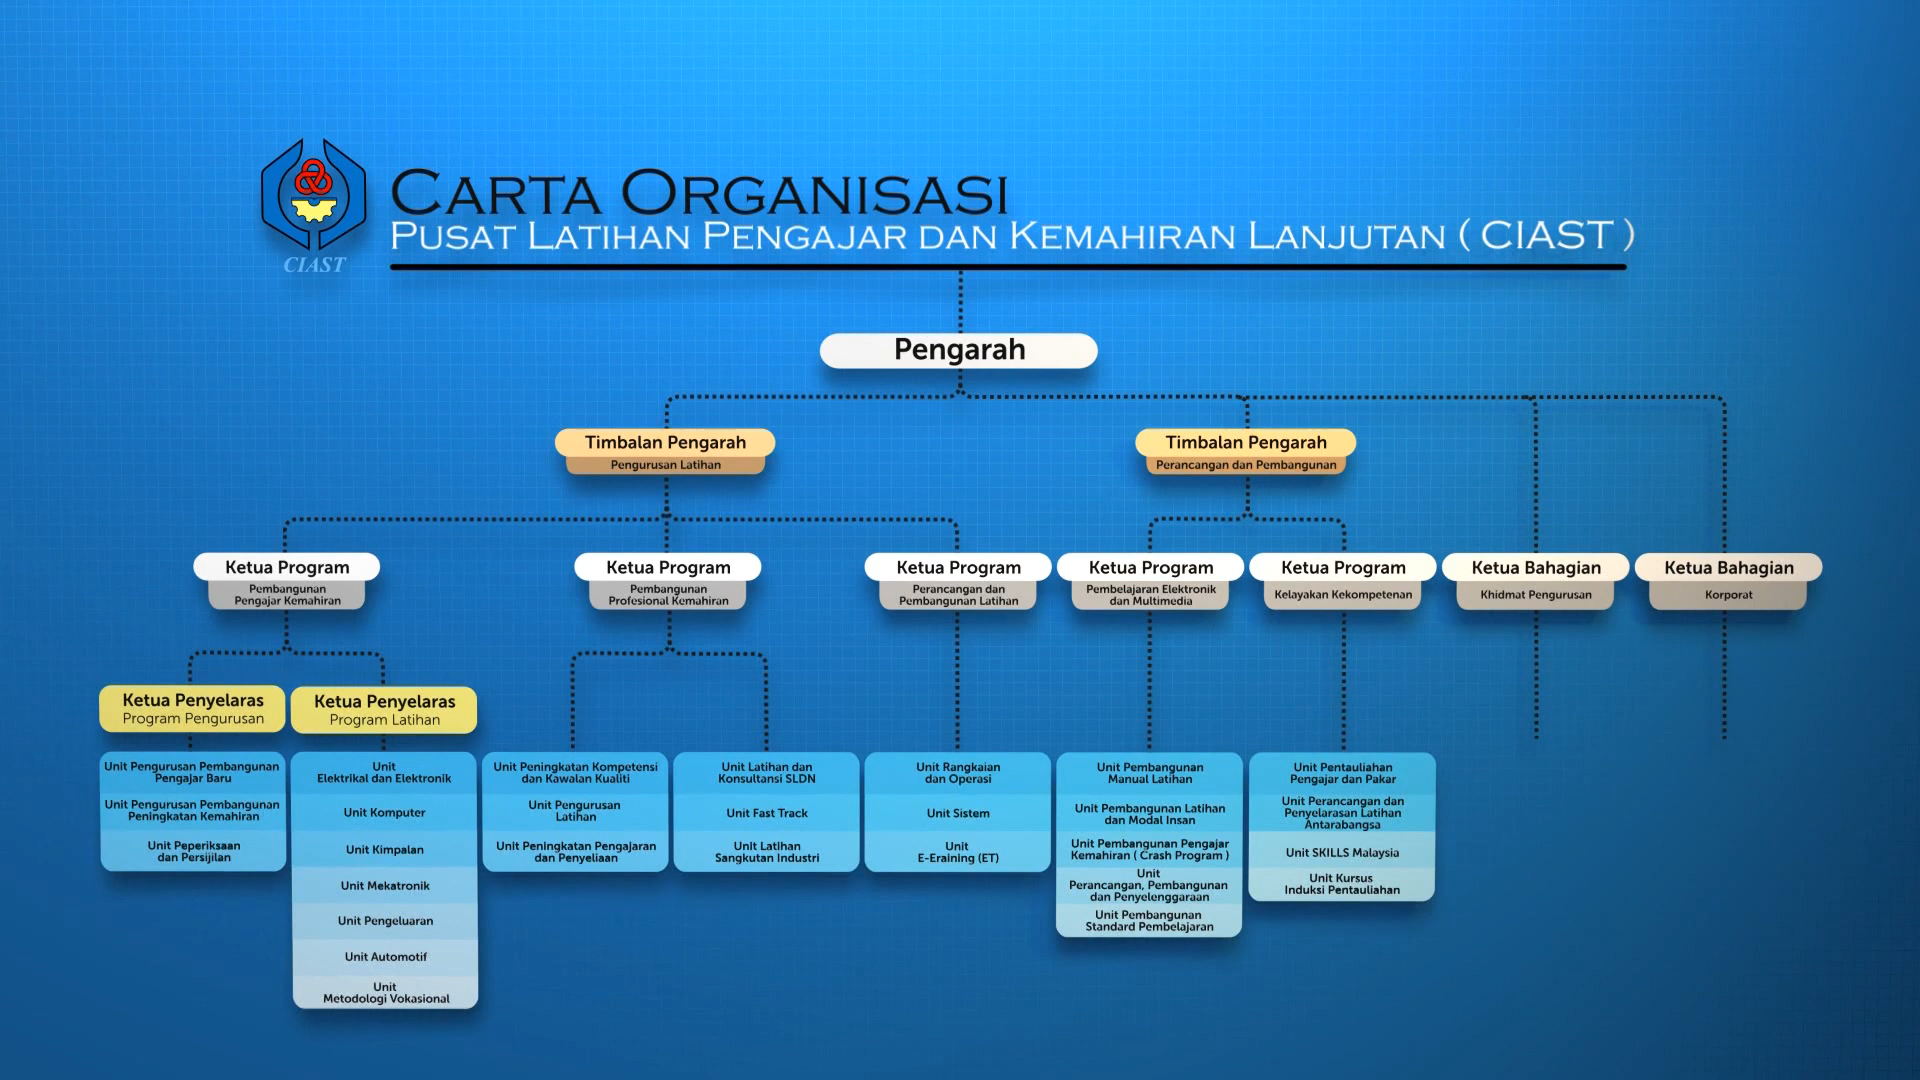 CIAST
CARTA ORGANISASI
PUSAT LATIHAN PENGAJAR DAN KEMAHIRAN LANJUTAN ( CIAST )
Pengarah
Timbalan Pengarah
Pengurusan Latihan
Timbalan Pengarah
Perancangan dan Pembangunan
Ketua Program
Pembangunan
Pengajar Kemahiran
Ketua Program
Pembangunan
Profesional Kemahiran
Ketua Program
Perancangan dan
Pembangunan Latihan
Ketua Program
Pembelajaran Elektronik
dan Multimedia
Ketua Program
Kelayakan Kekompetenan
Ketua Bahagian
Khidmat Pengurusan
Ketua Bahagian
Korporat
Ketua Penyelaras
Program Pengurusan
Ketua Penyelaras
Program Latihan
Unit Pengurusan Pembangunan
Pengajar Baru
Unit Pengurusan Pembangunan
Peningkatan Kemahiran
Unit Peperiksaan
dan Persijilan
Unit
Elektrikal dan Elektronik
Unit Komputer
Unit Kimpalan
Unit Mekatronik
Unit Pengeluaran
Unit Automotif
Unit
Metodologi Vokasional
Unit Peningkatan Kompetensi
dan Kawalan Kualiti
Unit Pengurusan
Latihan
Unit Peningkatan Pengajaran
dan Penyeliaan
Unit Latihan dan
Konsultansi SLDN
Unit Fast Track
Unit Latihan
Sangkutan Industri
Unit Rangkaian
dan Operasi
Unit Sistem
Unit
E-Eraining (ET)
Unit Pembangunan
Manual Latihan
Unit Pembangunan Latihan
dan Modal Insan
Unit Pembangunan Pengajar
Kemahiran ( Crash Program )
Unit
Perancangan, Pembangunan
dan Penyelenggaraan
Unit Pembangunan
Standard Pembelajaran
Unit Pentauliahan
Pengajar dan Pakar
Unit Perancangan dan
Penyelarasan Latihan
Antarabangsa
Unit SKILLS Malaysia
Unit Kursus
Induksi Pentauliahan